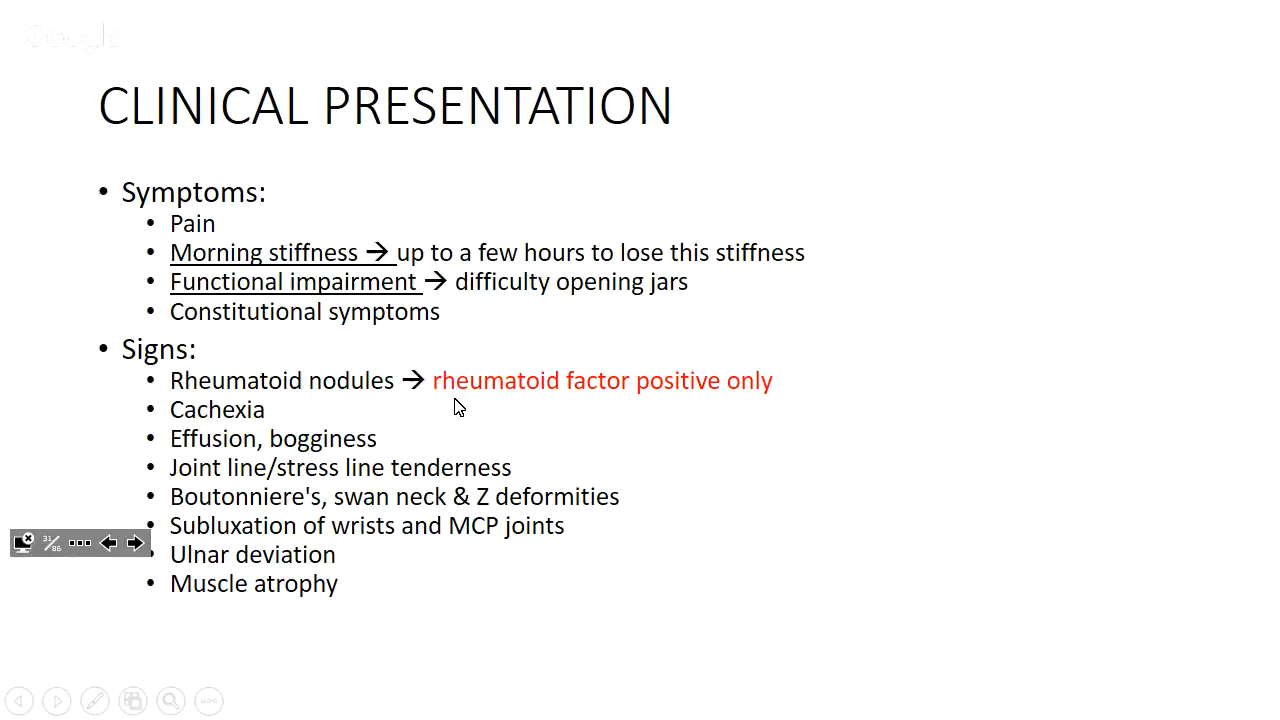 CLINICAL PRESENTATION
• Symptoms:
• Pain
• Morning stiffness → up to a few hours to lose this stiffness
• Functional impairment → difficulty opening jars
• Constitutional symptoms
• Signs:
• Rheumatoid nodules → rheumatoid factor positive only
• Cachexia
• Effusion, bogginess
• Joint line/stress line tenderness
• Boutonniere's, swan neck & Z deformities
• Subluxation of wrists and MCP joints
31/86
• Ulnar deviation
• Muscle atrophy